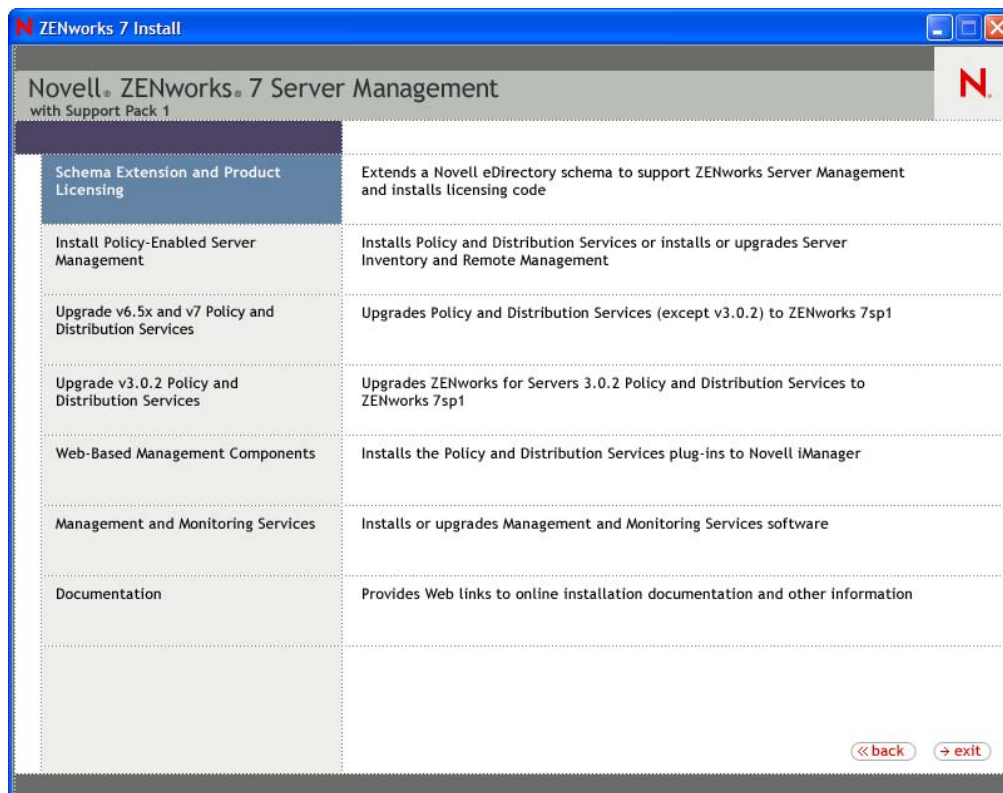 N ZENworks 7 Install
Novell® ZENworks® 7 Server Management
with Support Pack 1
N
Schema Extension and Product
Licensing
Extends a Novell eDirectory schema to support ZENworks Server Management
and installs licensing code
Install Policy-Enabled Server
Management
Installs Policy and Distribution Services or installs or upgrades Server
Inventory and Remote Management
Upgrade v6.5x and v7 Policy and
Distribution Services
Upgrades Policy and Distribution Services (except v3.0.2) to ZENworks 7sp1
Upgrade v3.0.2 Policy and
Distribution Services
Upgrades ZENworks for Servers 3.0.2 Policy and Distribution Services to
ZENworks 7sp1
Web-Based Management Components
Installs the Policy and Distribution Services plug-ins to Novell iManager
Management and Monitoring Services
Installs or upgrades Management and Monitoring Services software
Documentation
Provides Web links to online installation documentation and other information
« back
→ exit